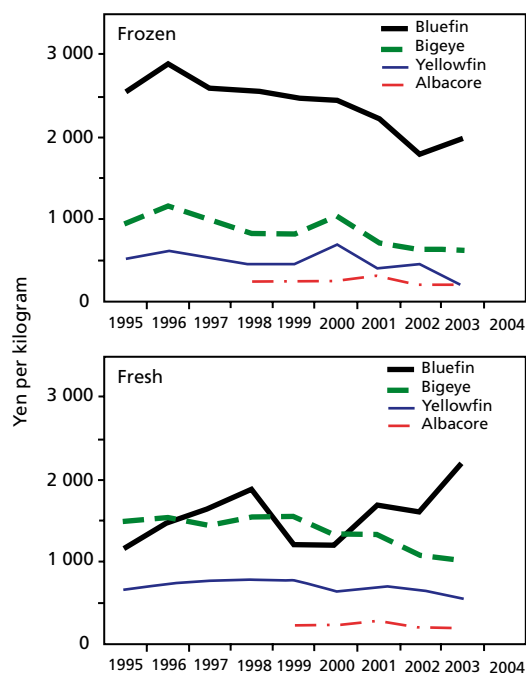 Yen per kilogram
Frozen
Bluefin
Bigeye
Yellowfin
Albacore
3 000
2 000
1 000
0
1995 1996 1997 1998 1999 2000 2001 2002 2003 2004
Fresh
Bluefin
Bigeye
Yellowfin
Albacore
3 000
2 000
1 000
0
1995 1996 1997 1998 1999 2000 2001 2002 2003 2004